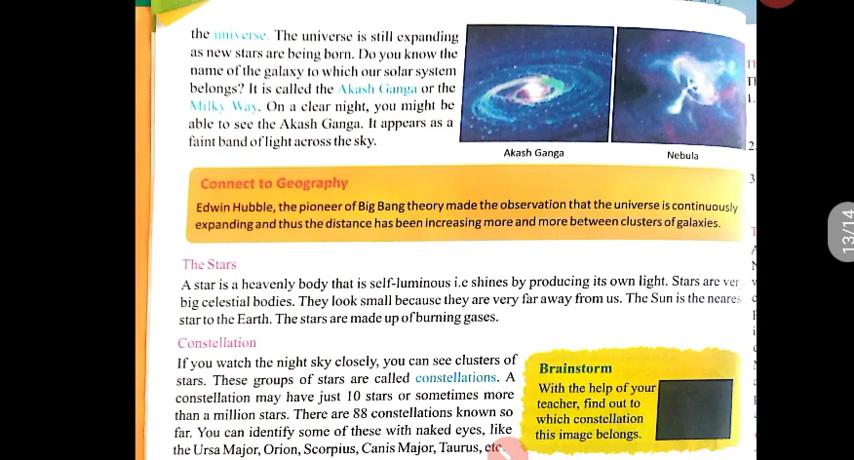 the universe. The universe is still expanding
as new stars are being born. Do you know the
name of the galaxy to which our solar system
belongs? It is called the Akash Ganga or the
Milky Way. On a clear night, you might be
able to see the Akash Ganga. It appears as a
faint band of light across the sky.
Akash Ganga
Nebula
Connect to Geography
Edwin Hubble, the pioneer of Big Bang theory made the observation that the universe is continuously
expanding and thus the distance has been increasing more and more between clusters of galaxies.
The Stars
A star is a heavenly body that is self-luminous i.e shines by producing its own light. Stars are ver
big celestial bodies. They look small because they are very far away from us. The Sun is the neares
star to the Earth. The stars are made up of burning gases.
Constellation
If you watch the night sky closely, you can see clusters of
stars. These groups of stars are called constellations. A
constellation may have just 10 stars or sometimes more
than a million stars. There are 88 constellations known so
far. You can identify some of these with naked eyes, like
the Ursa Major, Orion, Scorpius, Canis Major, Taurus, etc.
Brainstorm
With the help of your
teacher, find out to
which constellation
this image belongs.
1.
2
3
13/14